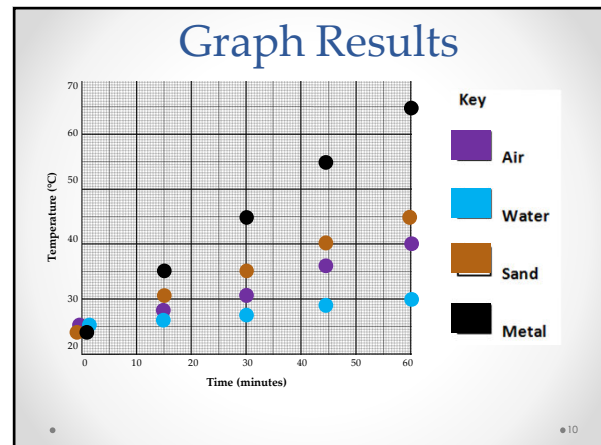 Graph Results
70
60
50
40
30
20
Temperature (°C)
0 10 20 30 40 50 60
Time (minutes)
Key
Air
Water
Sand
Metal
10